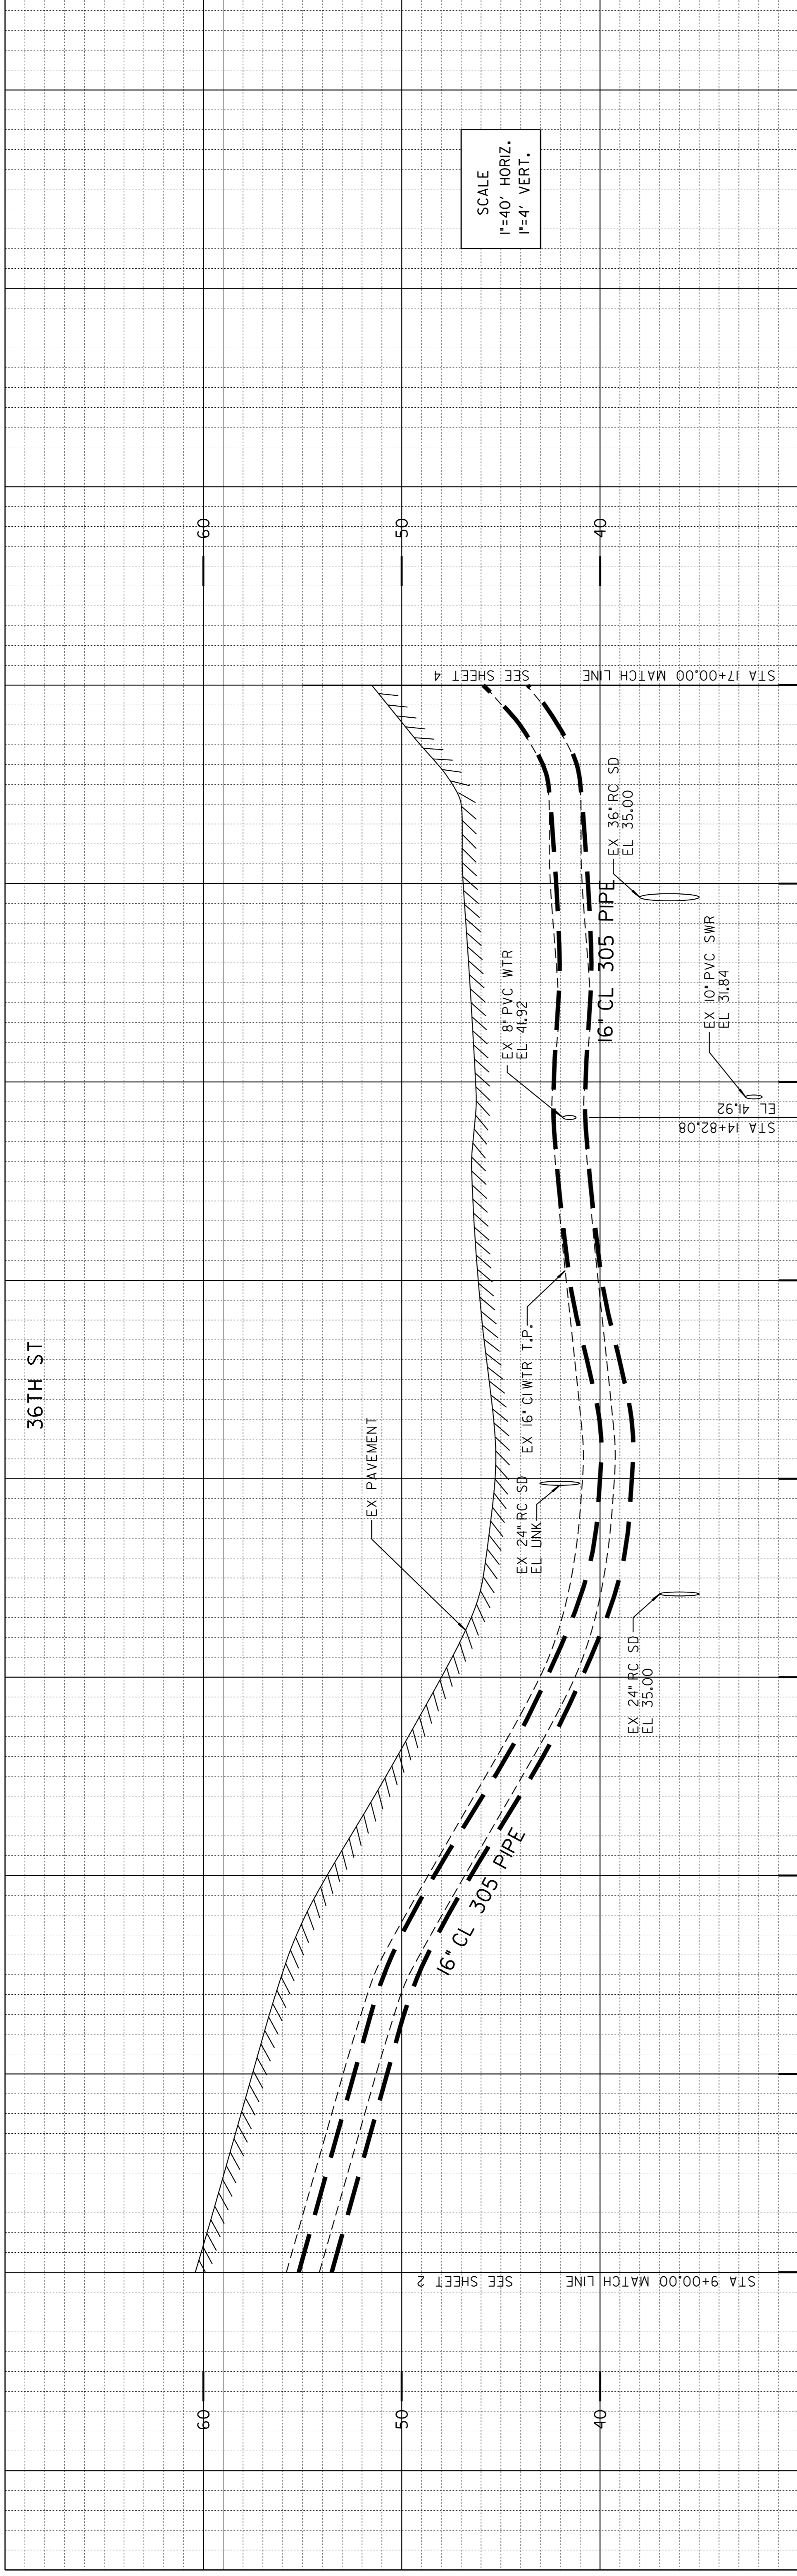 36TH ST
SCALE
1"=40' HORIZ.
1"=4' VERT.
60
50
40
60
50
40
STA 9+00.00 MATCH LINE
SEE SHEET 2
16" CL 305 PIPE
EX PAVEMENT
EX 24" RC SD
EL 35.00
EX 24" RC SD
EL UNK
EX 16" CI WTR T.P.
EX 8" PVC WTR
EL 41.92
STA 14+82.08
EL 41.92
EX 10" PVC SWR
EL 31.84
16" CL 305 PIPE
EX 36" RC SD
EL 35.00
STA 17+00.00 MATCH LINE
SEE SHEET 4